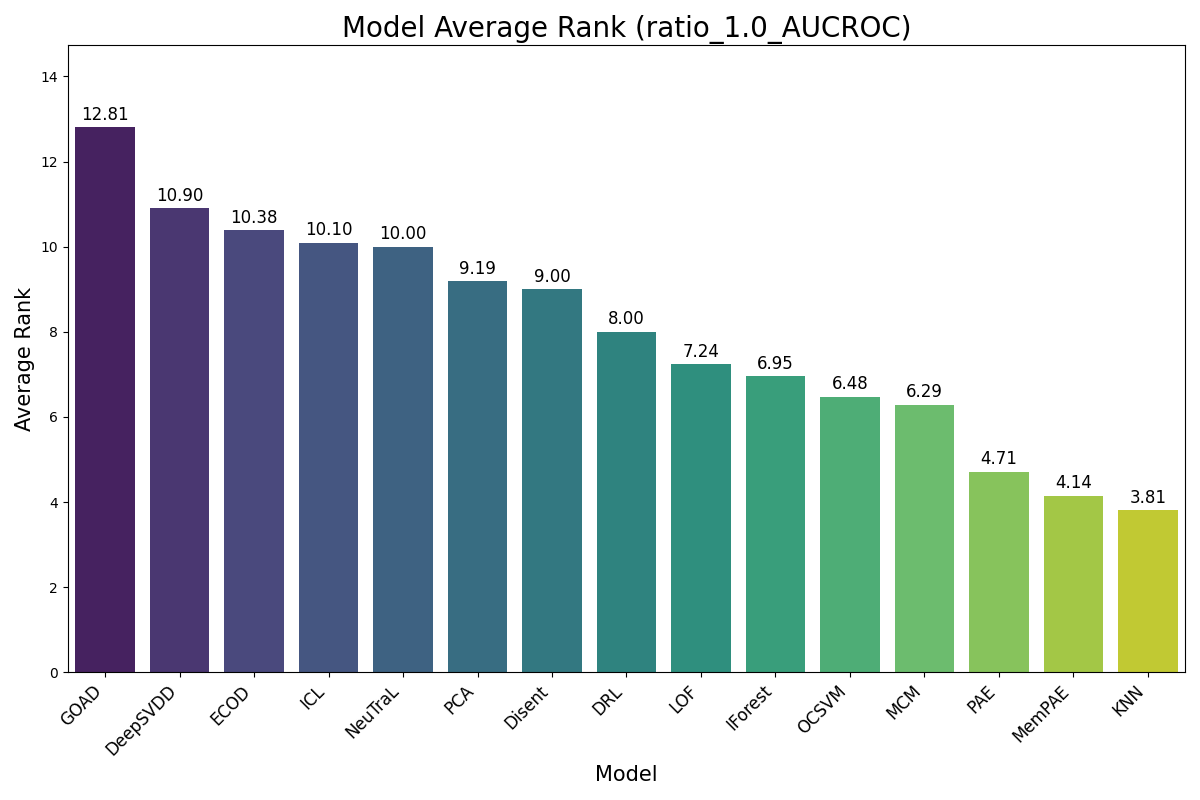 Model Average Rank (ratio_1.0_AUCROC)
Average Rank
14
12
10
8
6
4
2
0
12.81
10.90
10.38
10.10
10.00
9.19
9.00
8.00
7.24
6.95
6.48
6.29
4.71
4.14
3.81
GOAD
DeepSVDD
ECOD
ICL
NeuTraL
PCA
Disent
DRL
LOF
IForest
OCSVM
MCM
PAE
MemPAE
KNN
Model